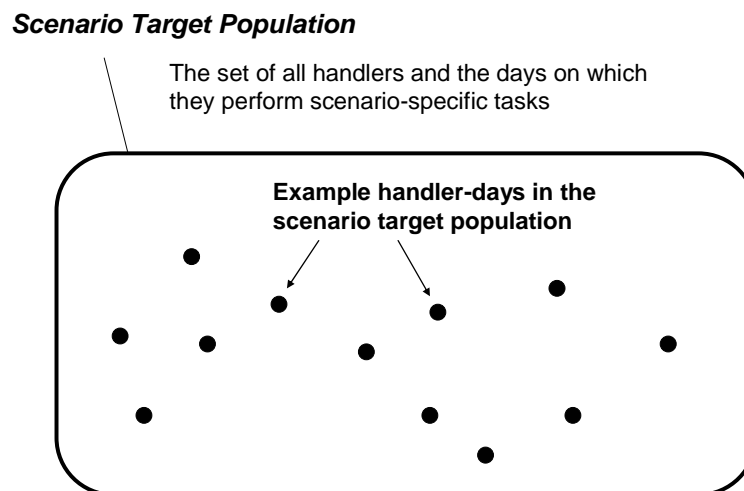 Scenario Target Population
The set of all handlers and the days on which
they perform scenario-specific tasks
Example handler-days in the
scenario target population